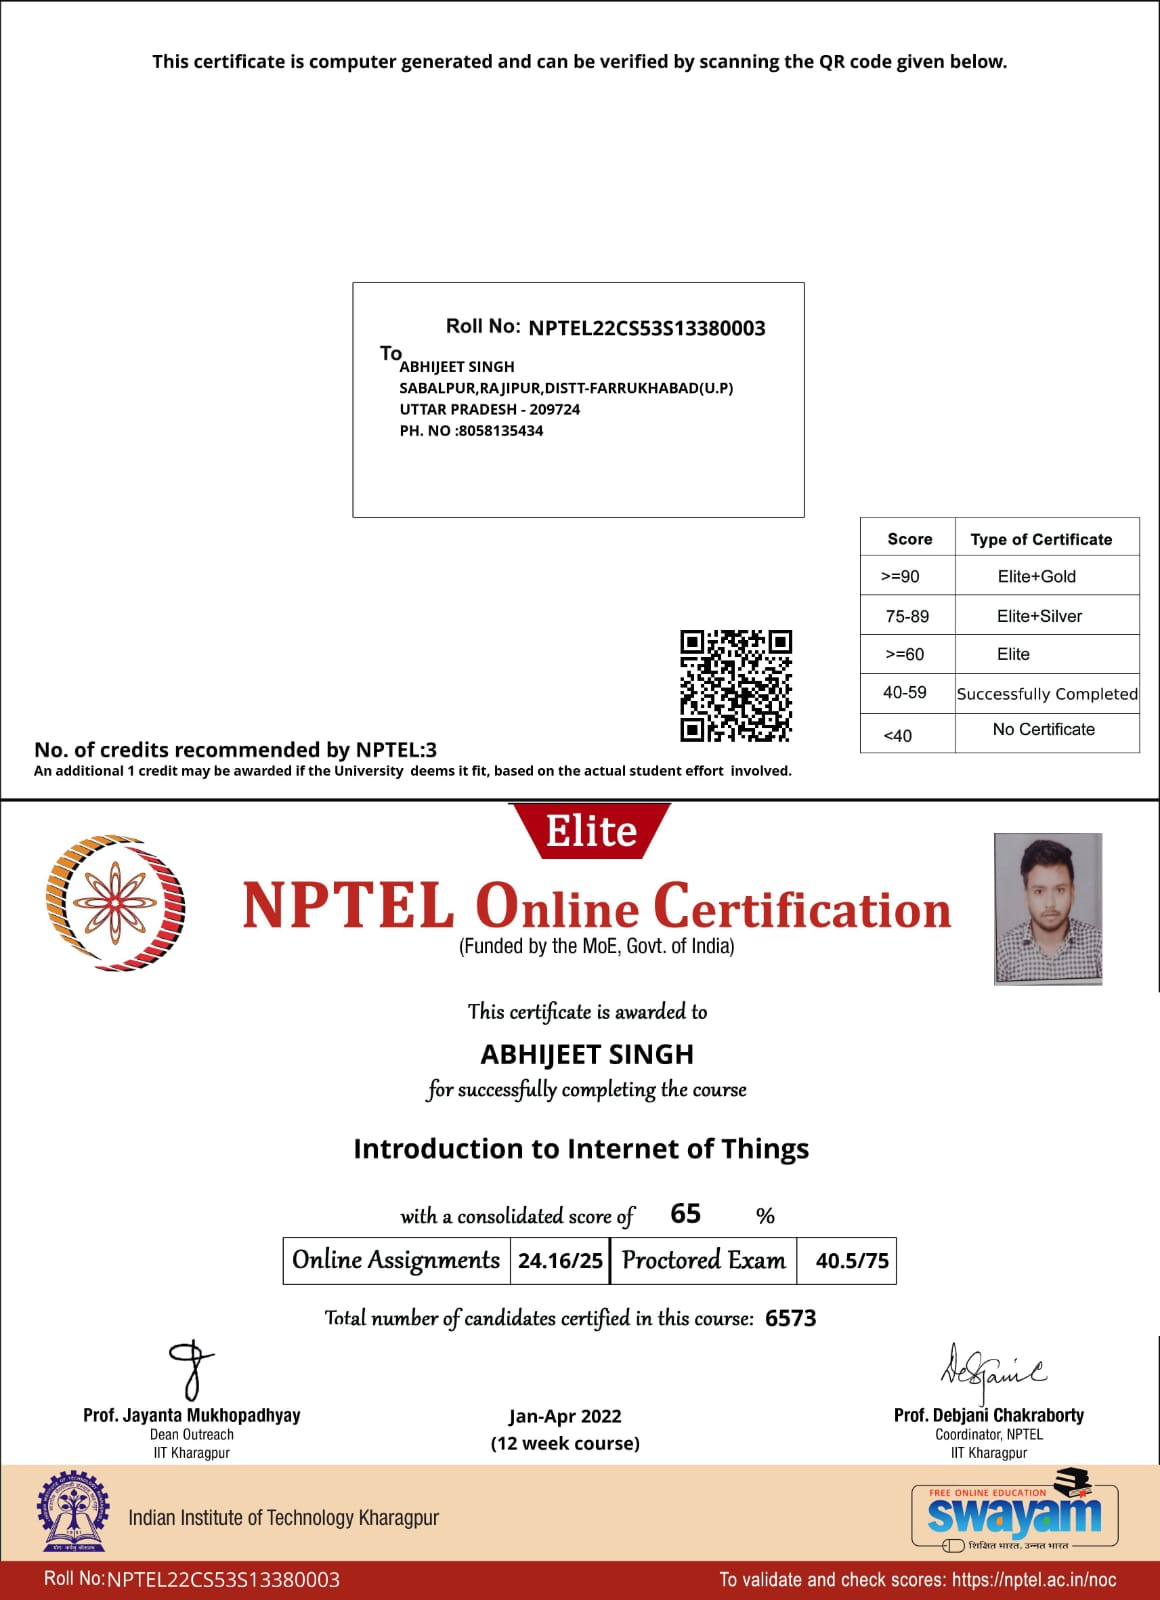 This certificate is computer generated and can be verified by scanning the QR code given below.
Roll No: NPTEL22CS53S13380003
To
ABHIJEET SINGH
SABALPUR,RAJIPUR,DISTT-FARRUKHABAD(U.P)
UTTAR PRADESH - 209724
PH. NO :8058135434
Score Type of Certificate
>=90 Elite+Gold
75-89 Elite+Silver
>=60 Elite
40-59 Successfully Completed
<40 No Certificate
No. of credits recommended by NPTEL:3
An additional 1 credit may be awarded if the University deems it fit, based on the actual student effort involved.
Elite
NPTEL Online Certification
(Funded by the MoE, Govt. of India)
This certificate is awarded to
ABHIJEET SINGH
for successfully completing the course
Introduction to Internet of Things
with a consolidated score of 65 %
Online Assignments 24.16/25 Proctored Exam 40.5/75
Total number of candidates certified in this course: 6573
Prof. Jayanta Mukhopadhyay
Dean Outreach
IIT Kharagpur
Jan-Apr 2022
(12 week course)
Prof. Debjani Chakraborty
Coordinator, NPTEL
IIT Kharagpur
Indian Institute of Technology Kharagpur
FREE ONLINE EDUCATION
swayam
शिक्षित भारत, उन्नत भारत
Roll No:NPTEL22CS53S13380003
To validate and check scores: https://nptel.ac.in/noc